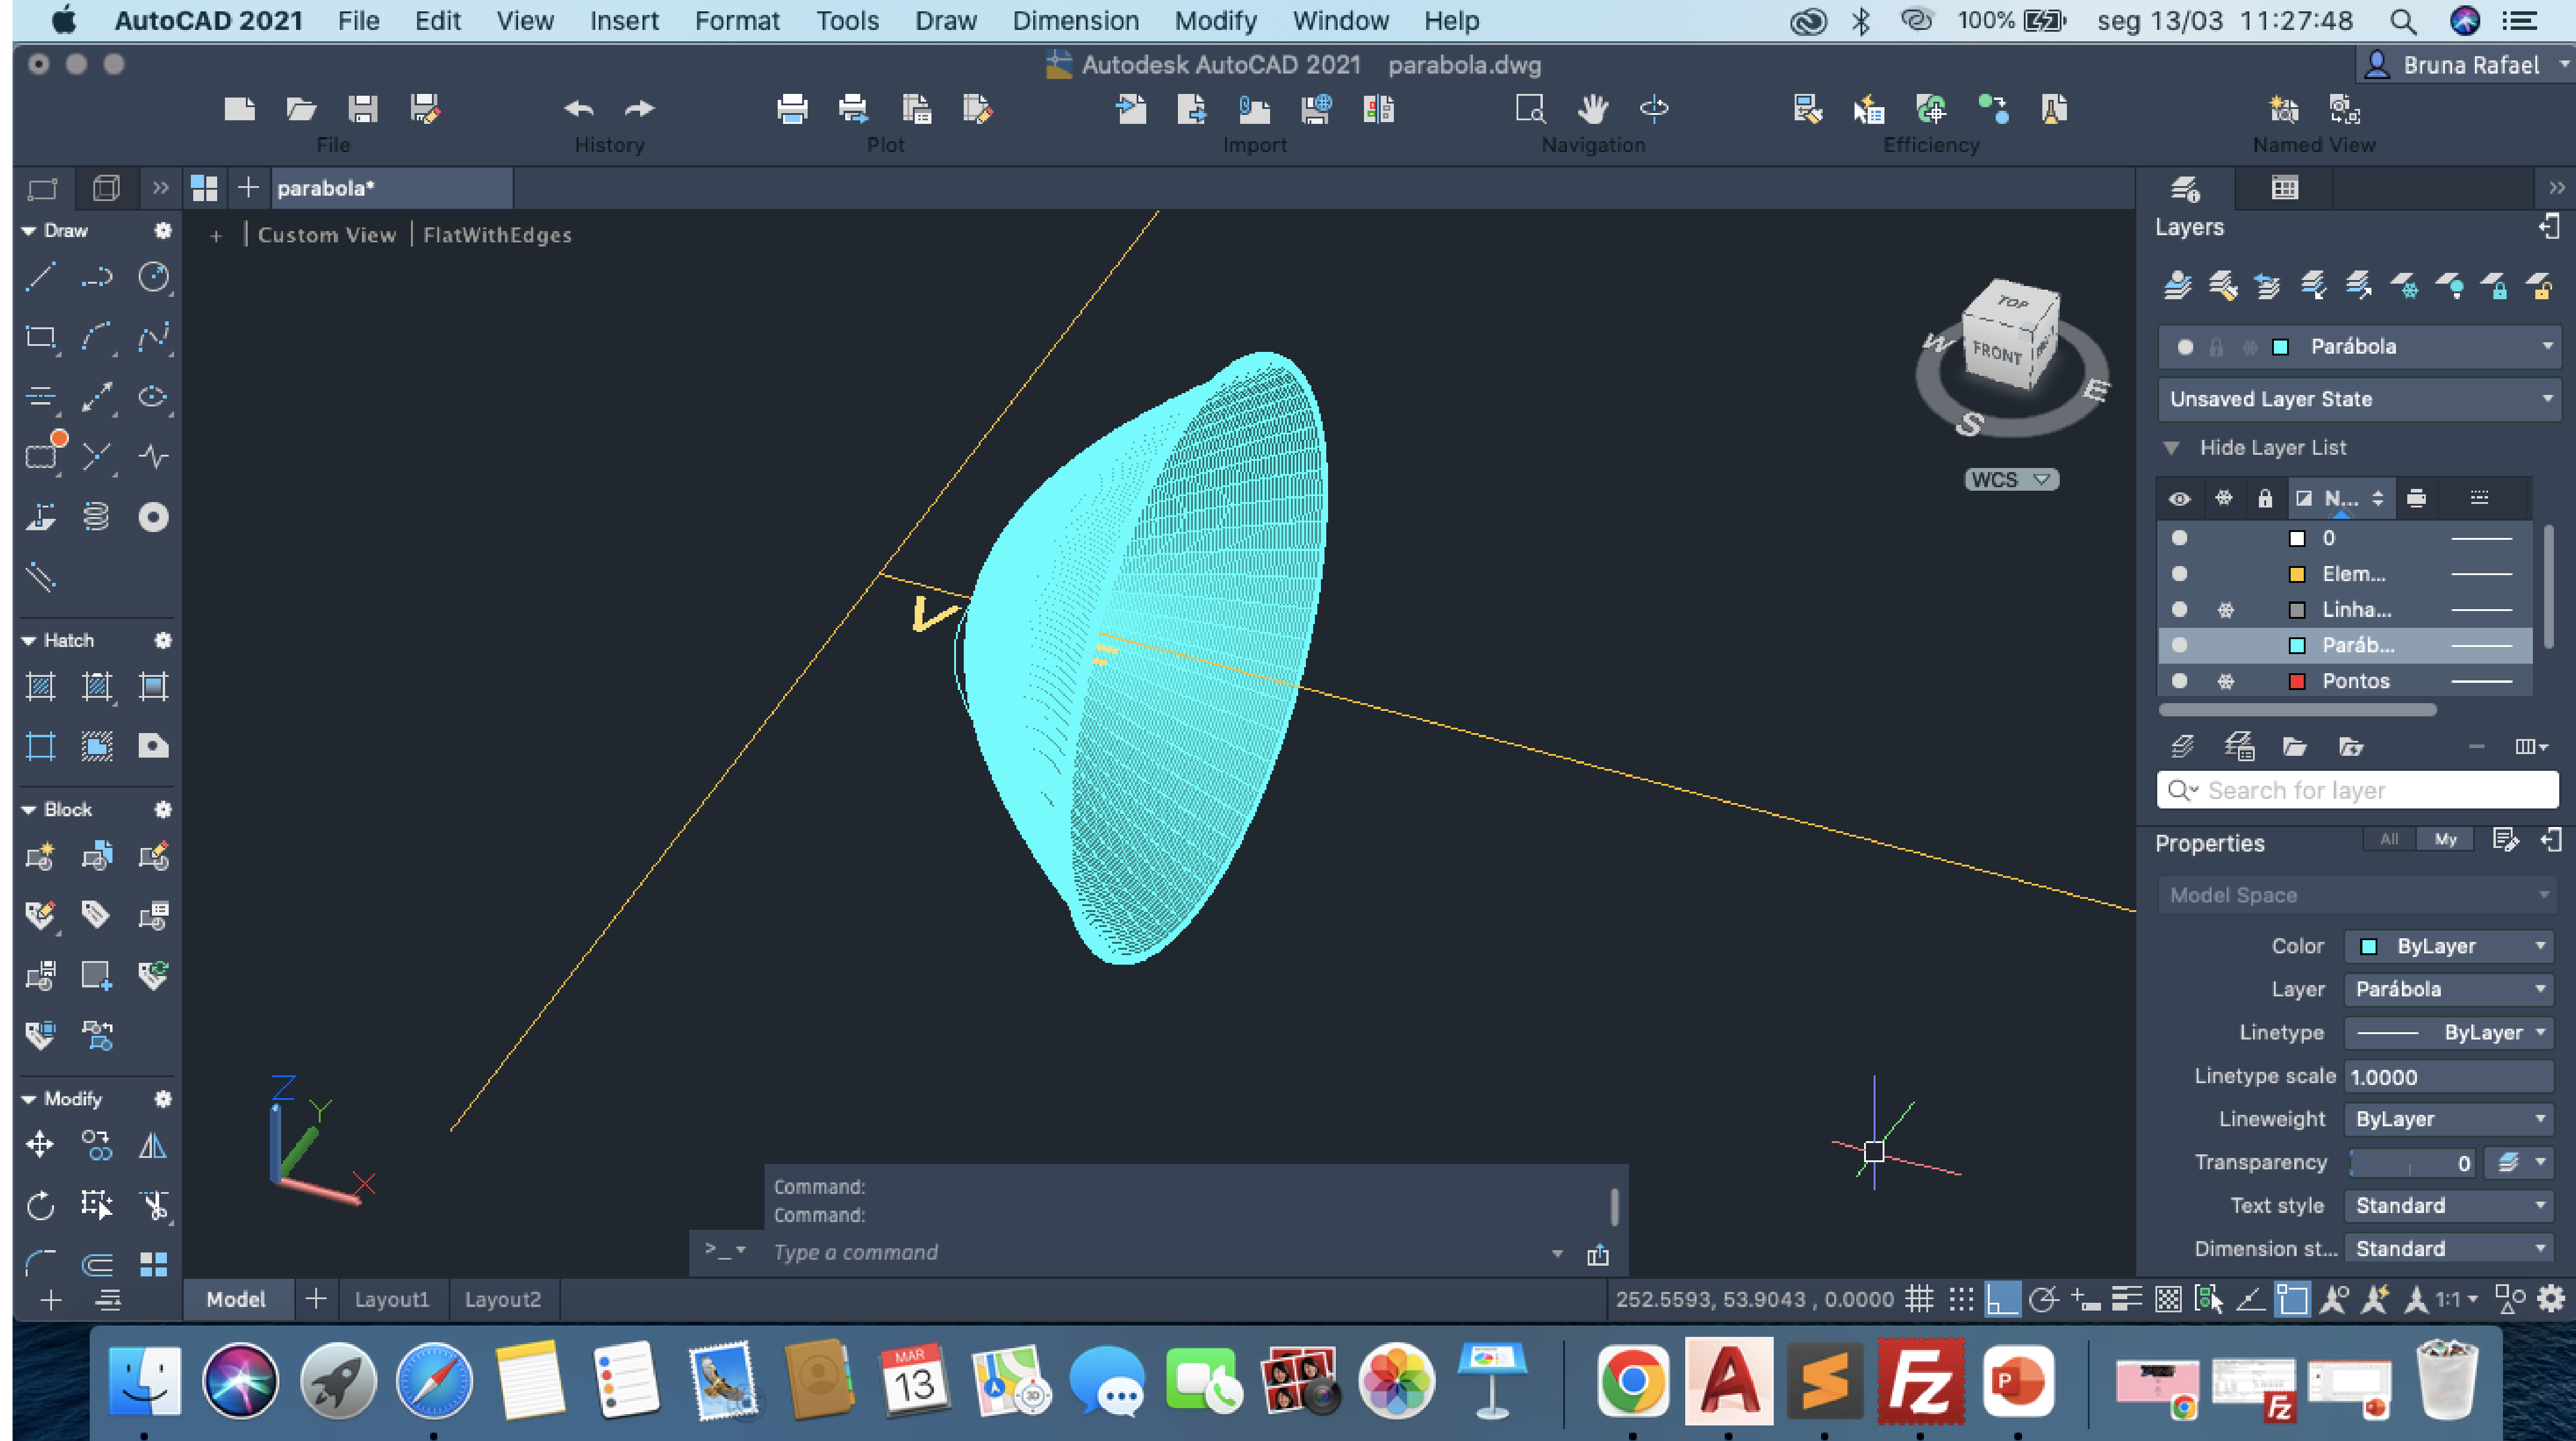 AutoCAD 2021 File Edit View Insert Format Tools Draw Dimension Modify Window Help 100% seg 13/03 11:27:48
Autodesk AutoCAD 2021 parabola.dwg Bruna Rafael
File History Plot Import Navigation Efficiency Named View
parabola*
Draw
+ | Custom View | FlatWithEdges
TOP
FRONT
W
E
S
WCS
V
Hatch
Block
Modify
Z
Y
X
Command:
Command:
>_ Type a command
Model Layout1 Layout2
252.5593, 53.9043 , 0.0000
1:1
Layers
Parábola
Unsaved Layer State
Hide Layer List
N...
0
Elem...
Linha...
Paráb...
Pontos
Search for layer
Properties All My
Model Space
Color ByLayer
Layer Parábola
Linetype ByLayer
Linetype scale 1.0000
Lineweight ByLayer
Transparency 0
Text style Standard
Dimension st... Standard
MAR
13
3D
A
Fz
P
Fz